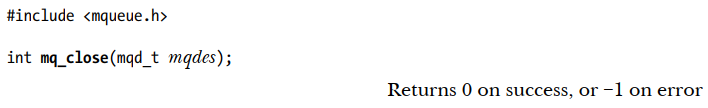 #include <mqueue.h>
int mq_close(mqd_t mqdes);
Returns 0 on success, or −1 on error